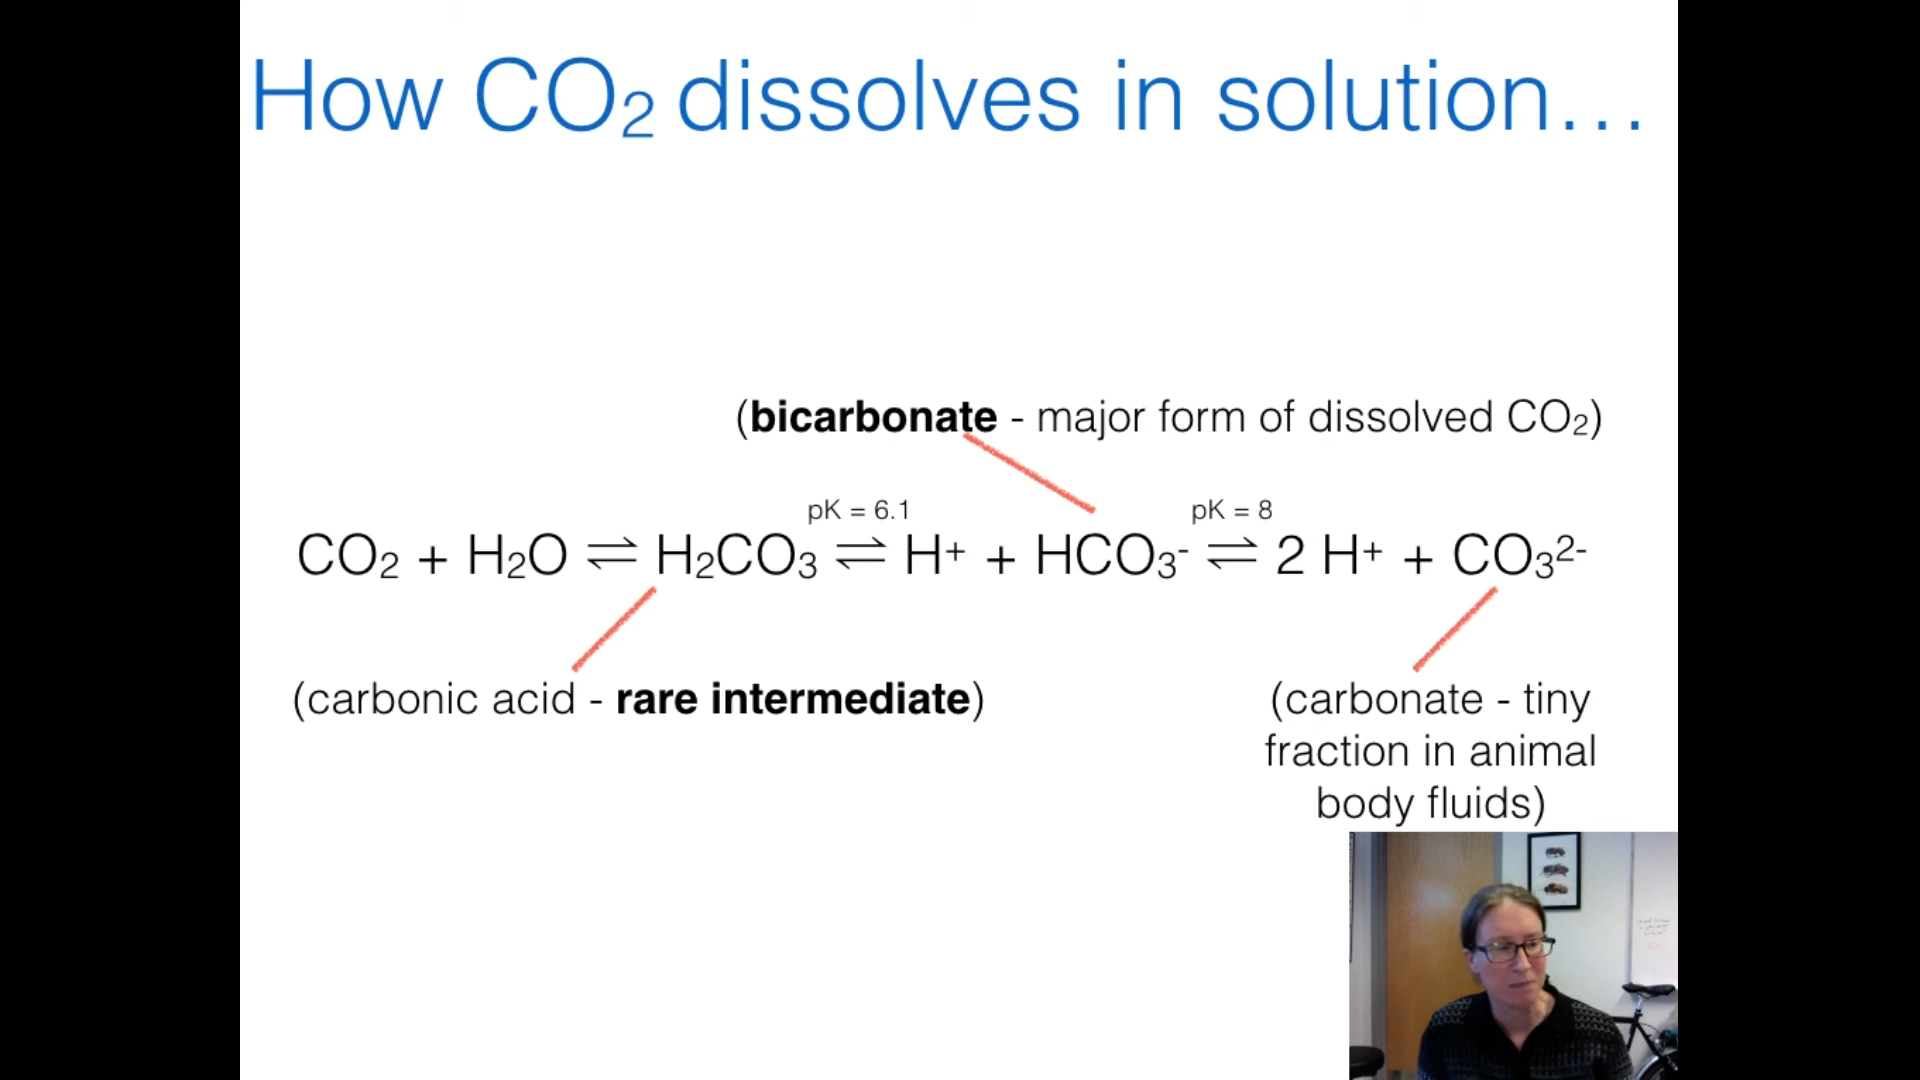 How CO₂ dissolves in solution…
(bicarbonate - major form of dissolved CO₂)
pK = 6.1 pK = 8
CO₂ + H₂O ⇌ H₂CO₃ ⇌ H⁺ + HCO₃⁻ ⇌ 2 H⁺ + CO₃²⁻
(carbonic acid - rare intermediate)
(carbonate - tiny
fraction in animal
body fluids)